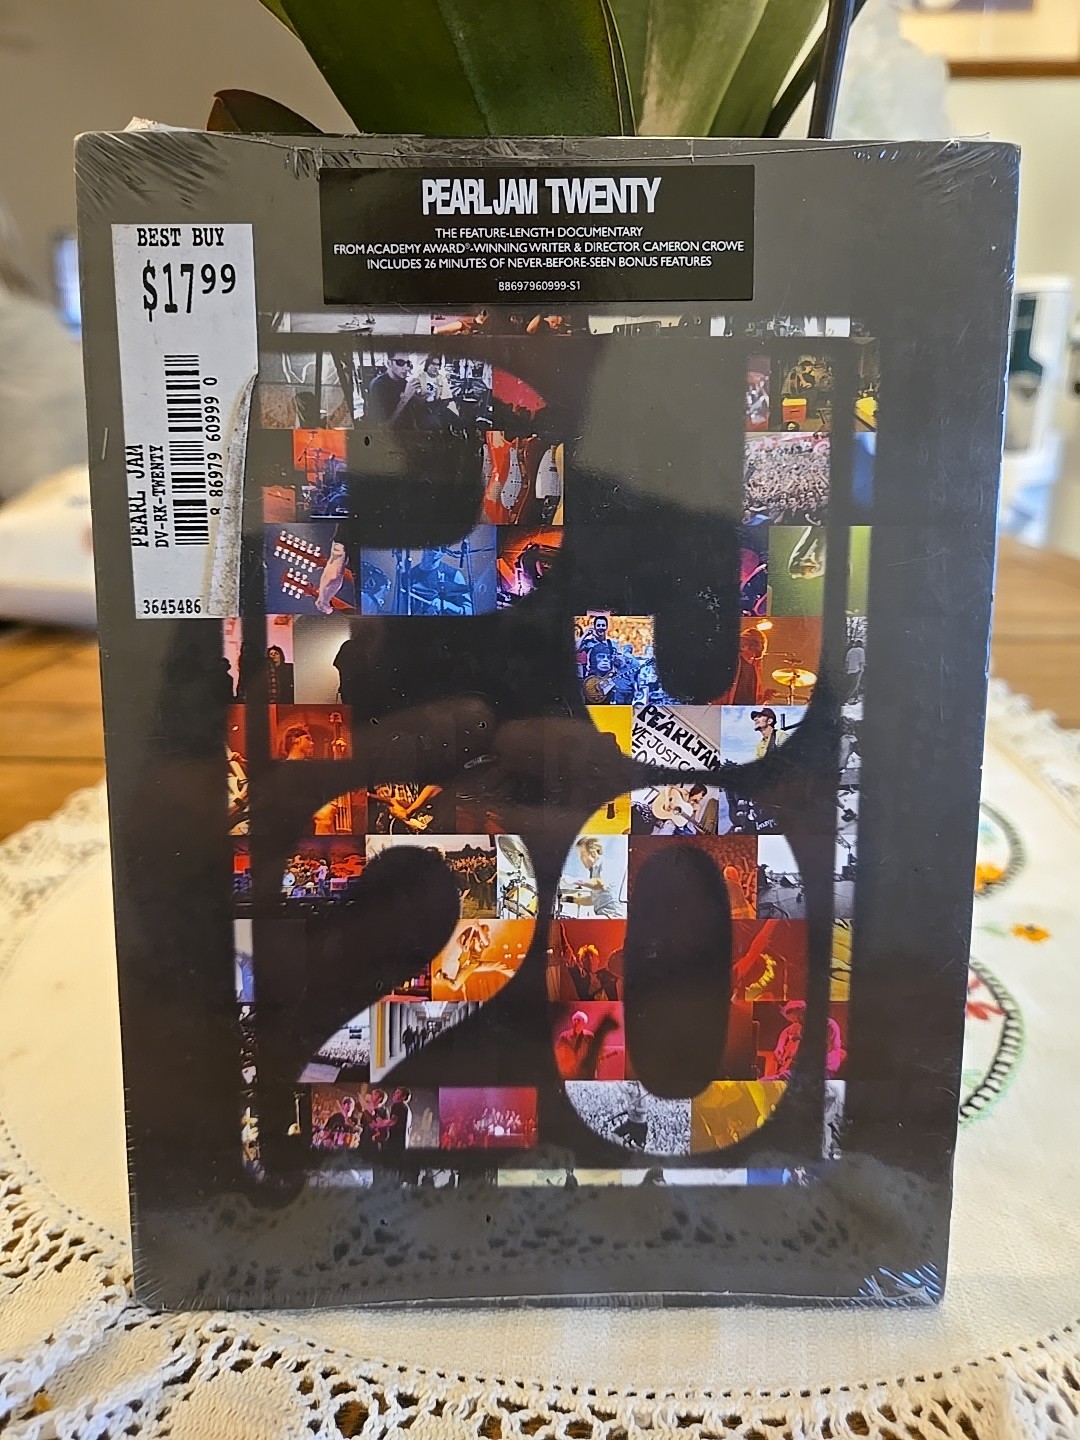 PEARL JAM TWENTY
THE FEATURE-LENGTH DOCUMENTARY
FROM ACADEMY AWARD®-WINNING WRITER & DIRECTOR CAMERON CROWE
INCLUDES 26 MINUTES OF NEVER-BEFORE-SEEN BONUS FEATURES
88697960999-S1
BEST BUY
$17.99
PEARL JAM
DV-RK-TWENTY
8 86979 60999 0
3645486
PJ
20
PEARL JAM
WE JUST